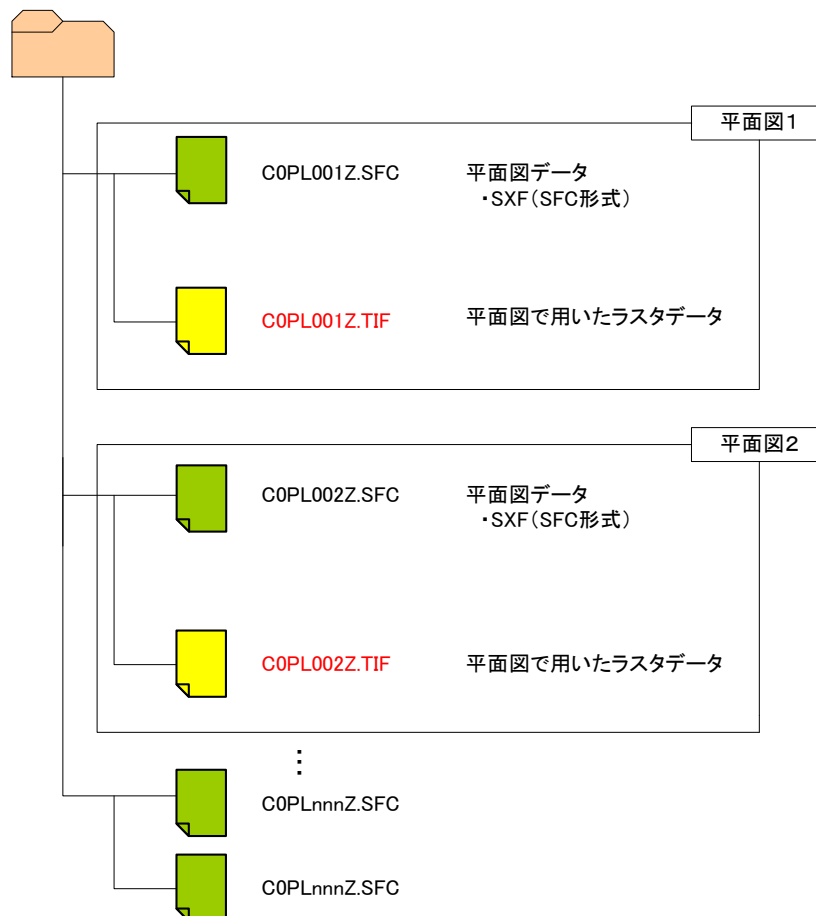 平面図1
C0PL001Z.SFC 平面図データ
・SXF(SFC形式)
C0PL001Z.TIF 平面図で用いたラスタデータ
平面図2
C0PL002Z.SFC 平面図データ
・SXF(SFC形式)
C0PL002Z.TIF 平面図で用いたラスタデータ
⋮
C0PLnnnZ.SFC
C0PLnnnZ.SFC